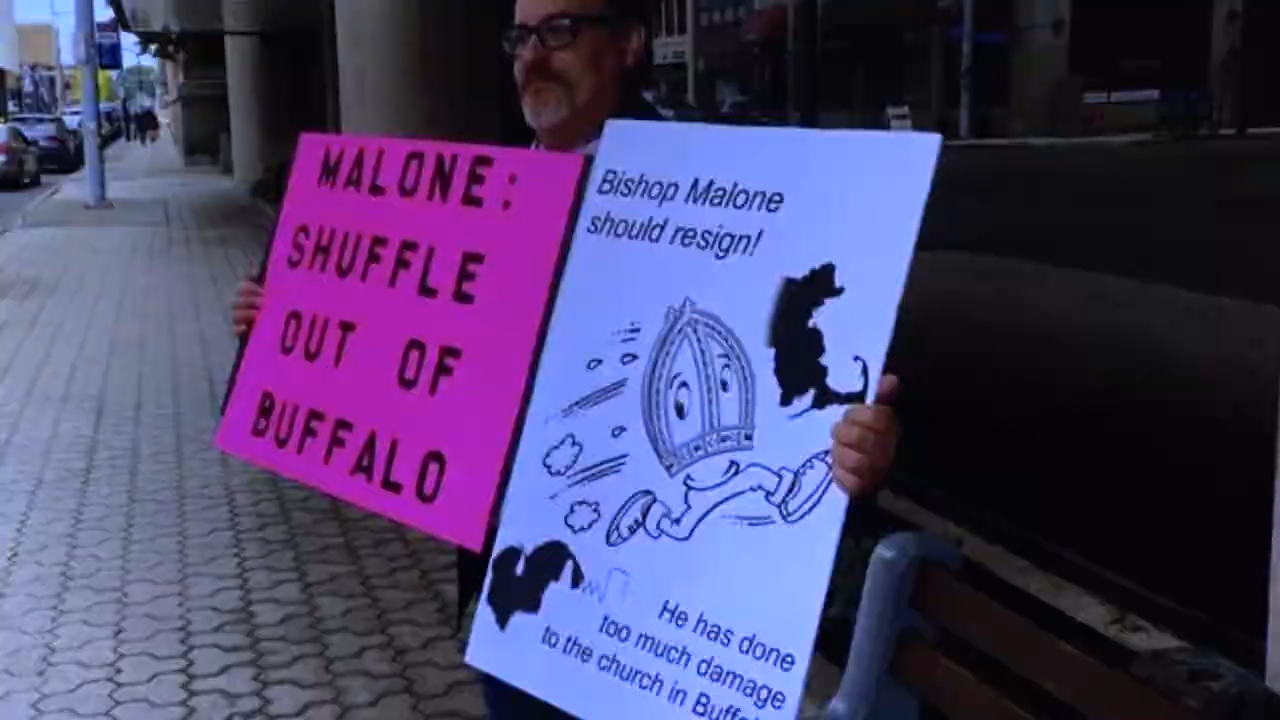 MALONE:
SHUFFLE
OUT OF
BUFFALO
Bishop Malone
should resign!
He has done
too much damage
to the church in